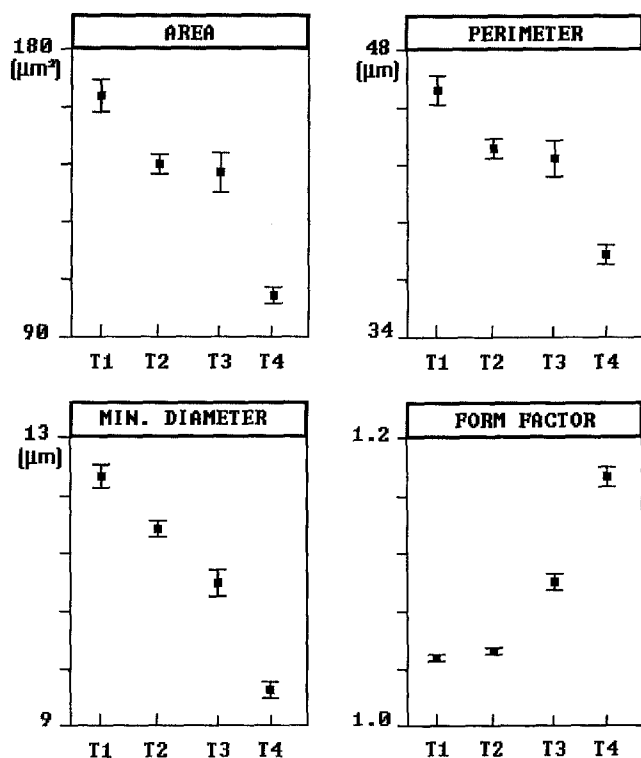 AREA
180
(µm²)
90
T1 T2 T3 T4
PERIMETER
48
(µm)
34
T1 T2 T3 T4
MIN. DIAMETER
13
(µm)
9
T1 T2 T3 T4
FORM FACTOR
1.2
1.0
T1 T2 T3 T4